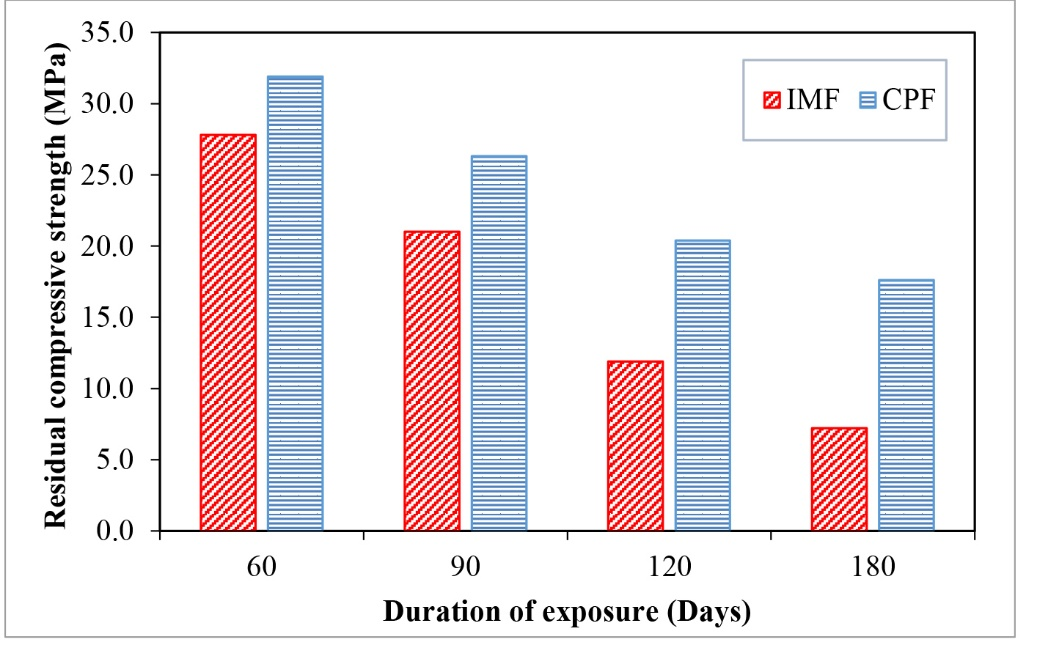 Residual compressive strength (MPa)
35.0
30.0
25.0
20.0
15.0
10.0
5.0
0.0
IMF CPF
60 90 120 180
Duration of exposure (Days)